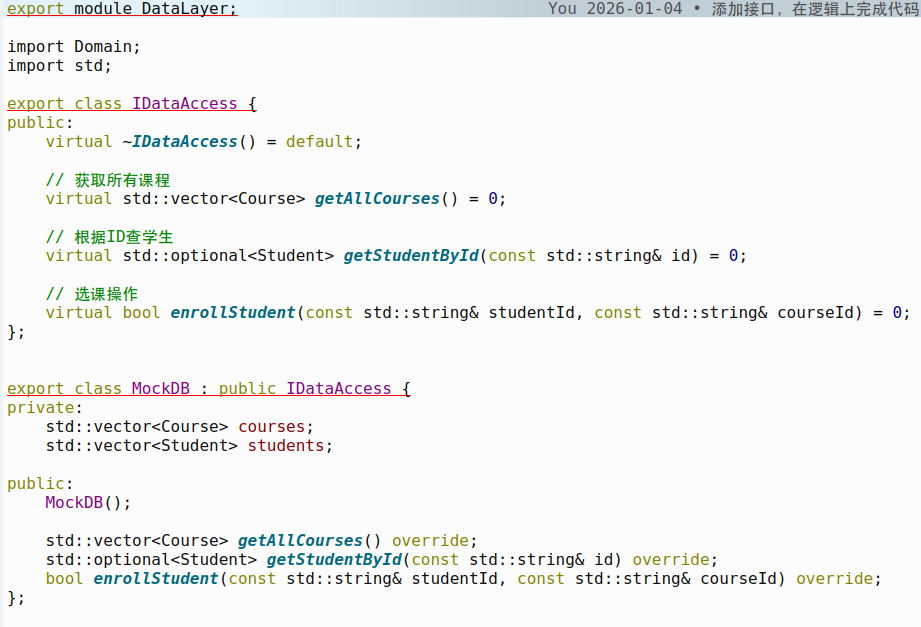 export module DataLayer; You 2026-01-04 • 添加接口，在逻辑上完成代码
import Domain;
import std;
export class IDataAccess {
public:
    virtual ~IDataAccess() = default;
    // 获取所有课程
    virtual std::vector<Course> getAllCourses() = 0;
    // 根据ID查学生
    virtual std::optional<Student> getStudentById(const std::string& id) = 0;
    // 选课操作
    virtual bool enrollStudent(const std::string& studentId, const std::string& courseId) = 0;
};
export class MockDB : public IDataAccess {
private:
    std::vector<Course> courses;
    std::vector<Student> students;
public:
    MockDB();
    std::vector<Course> getAllCourses() override;
    std::optional<Student> getStudentById(const std::string& id) override;
    bool enrollStudent(const std::string& studentId, const std::string& courseId) override;
};